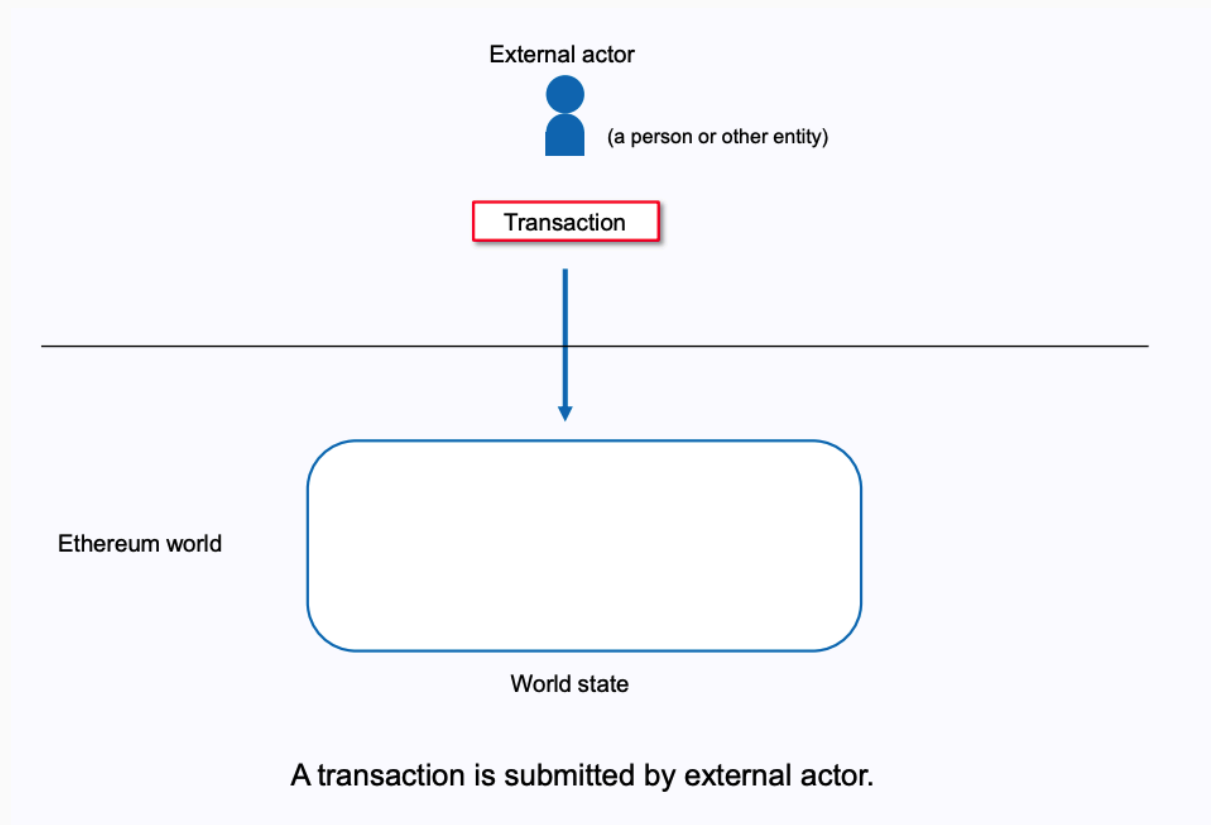 External actor
(a person or other entity)
Transaction
Ethereum world
World state
A transaction is submitted by external actor.